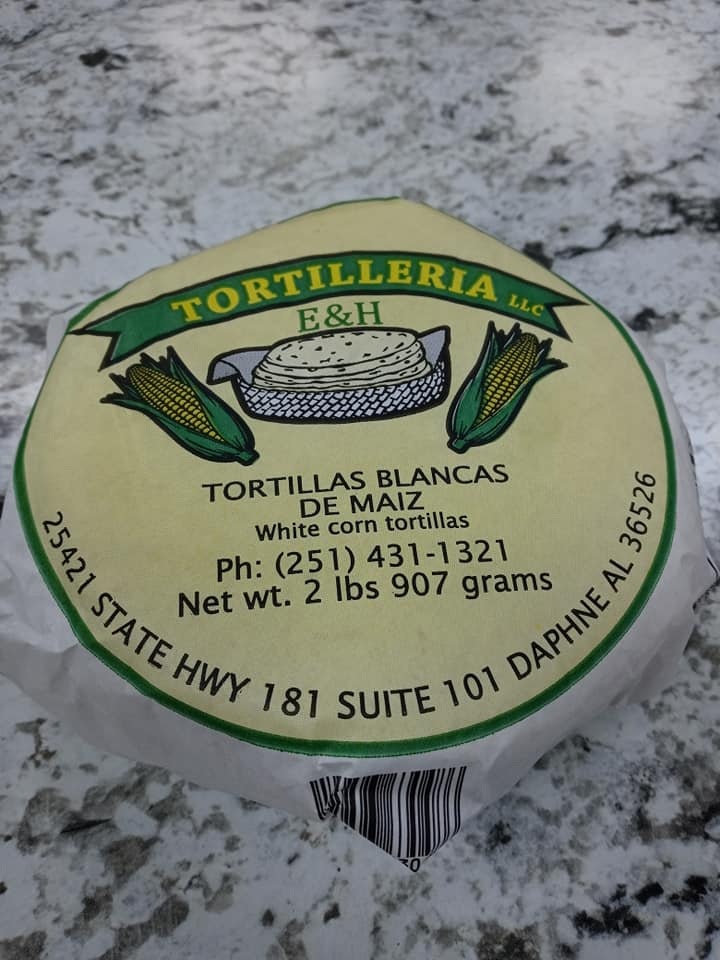 TORTILLERIA LLC
E&H
TORTILLAS BLANCAS
DE MAIZ
White corn tortillas
Ph: (251) 431-1321
Net wt. 2 lbs 907 grams
25421 STATE HWY 181 SUITE 101 DAPHNE AL 36526